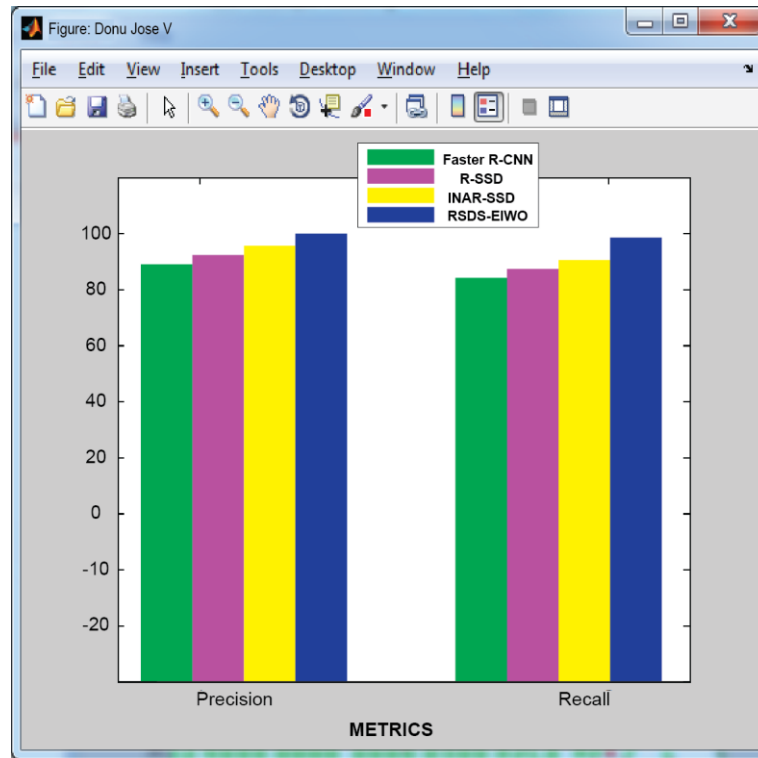 Figure: Donu Jose V
File Edit View Insert Tools Desktop Window Help
Faster R-CNN
R-SSD
INAR-SSD
RSDS-EIWO
100
80
60
40
20
0
-10
-20
Precision Recall
METRICS